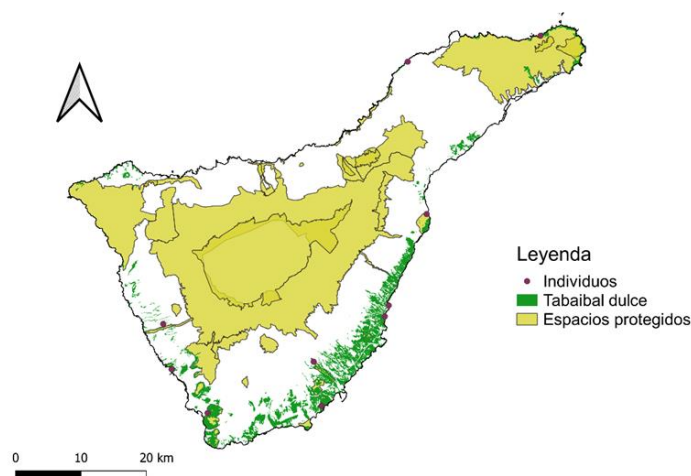 Leyenda
Individuos
Tabaibal dulce
Espacios protegidos
0 10 20 km